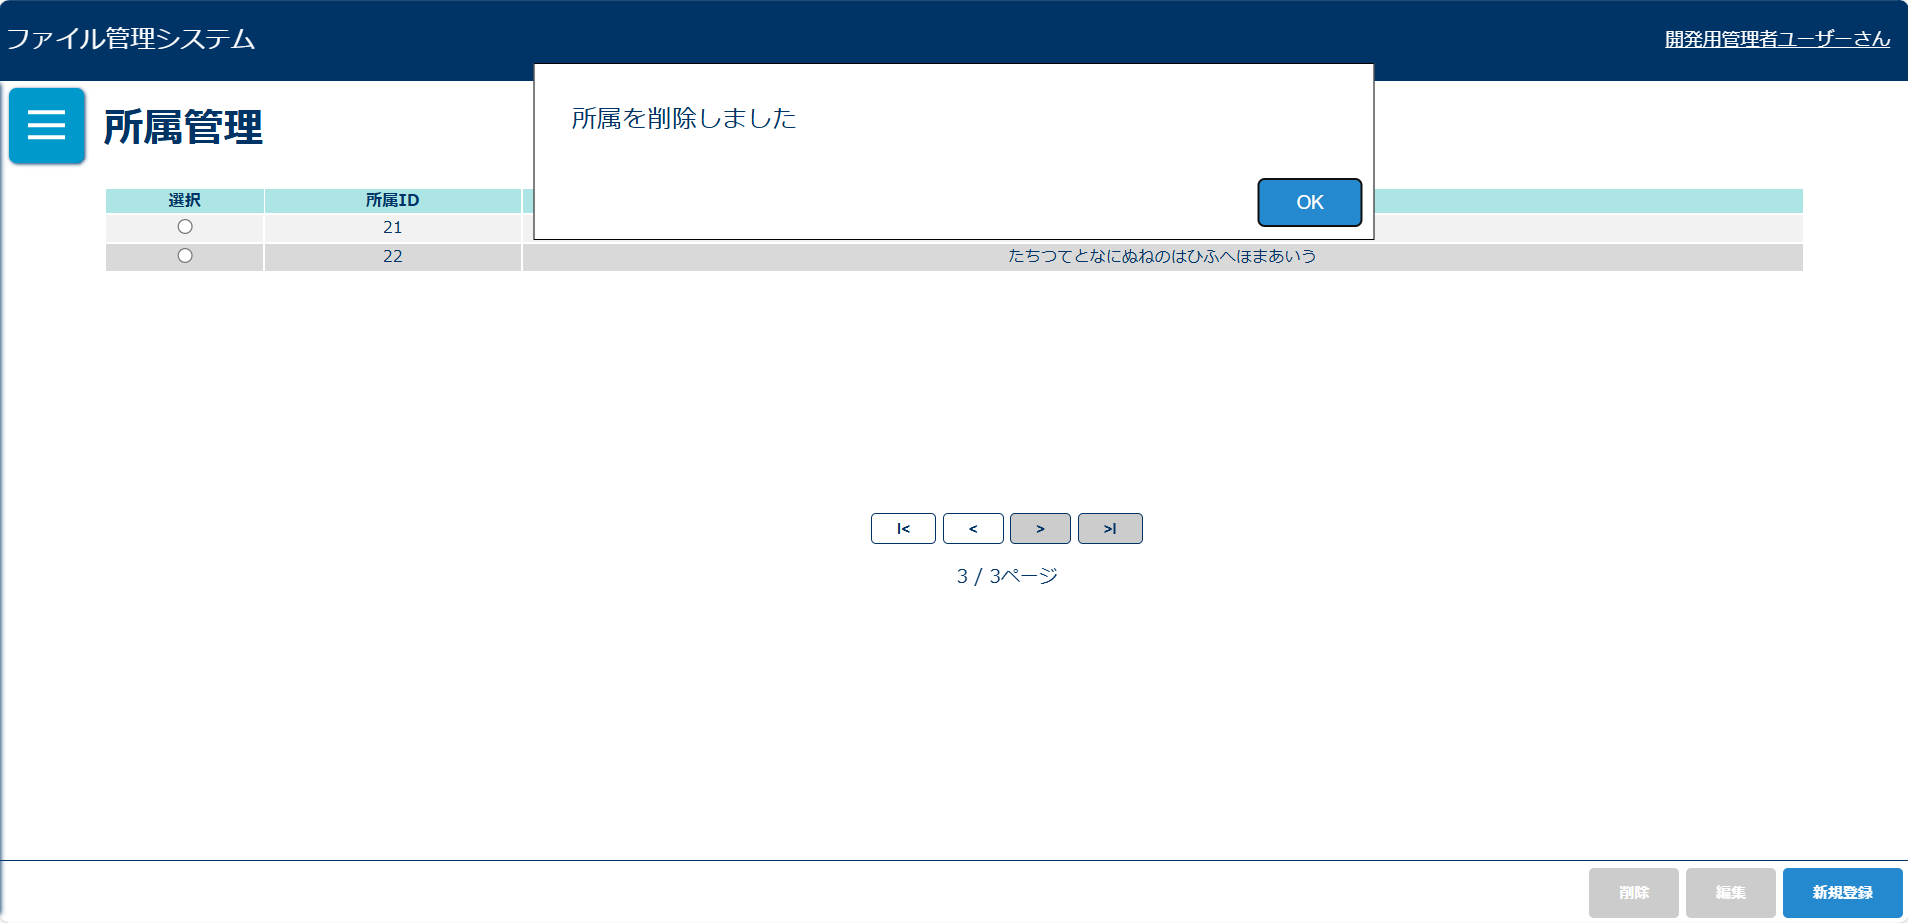 ファイル管理システム
開発用管理者ユーザーさん
所属管理
所属を削除しました
OK
選択 所属ID
21
22 たちつてとなにぬねのはひふへほまあいう
|< < > >|
3 / 3ページ
削除 編集 新規登録